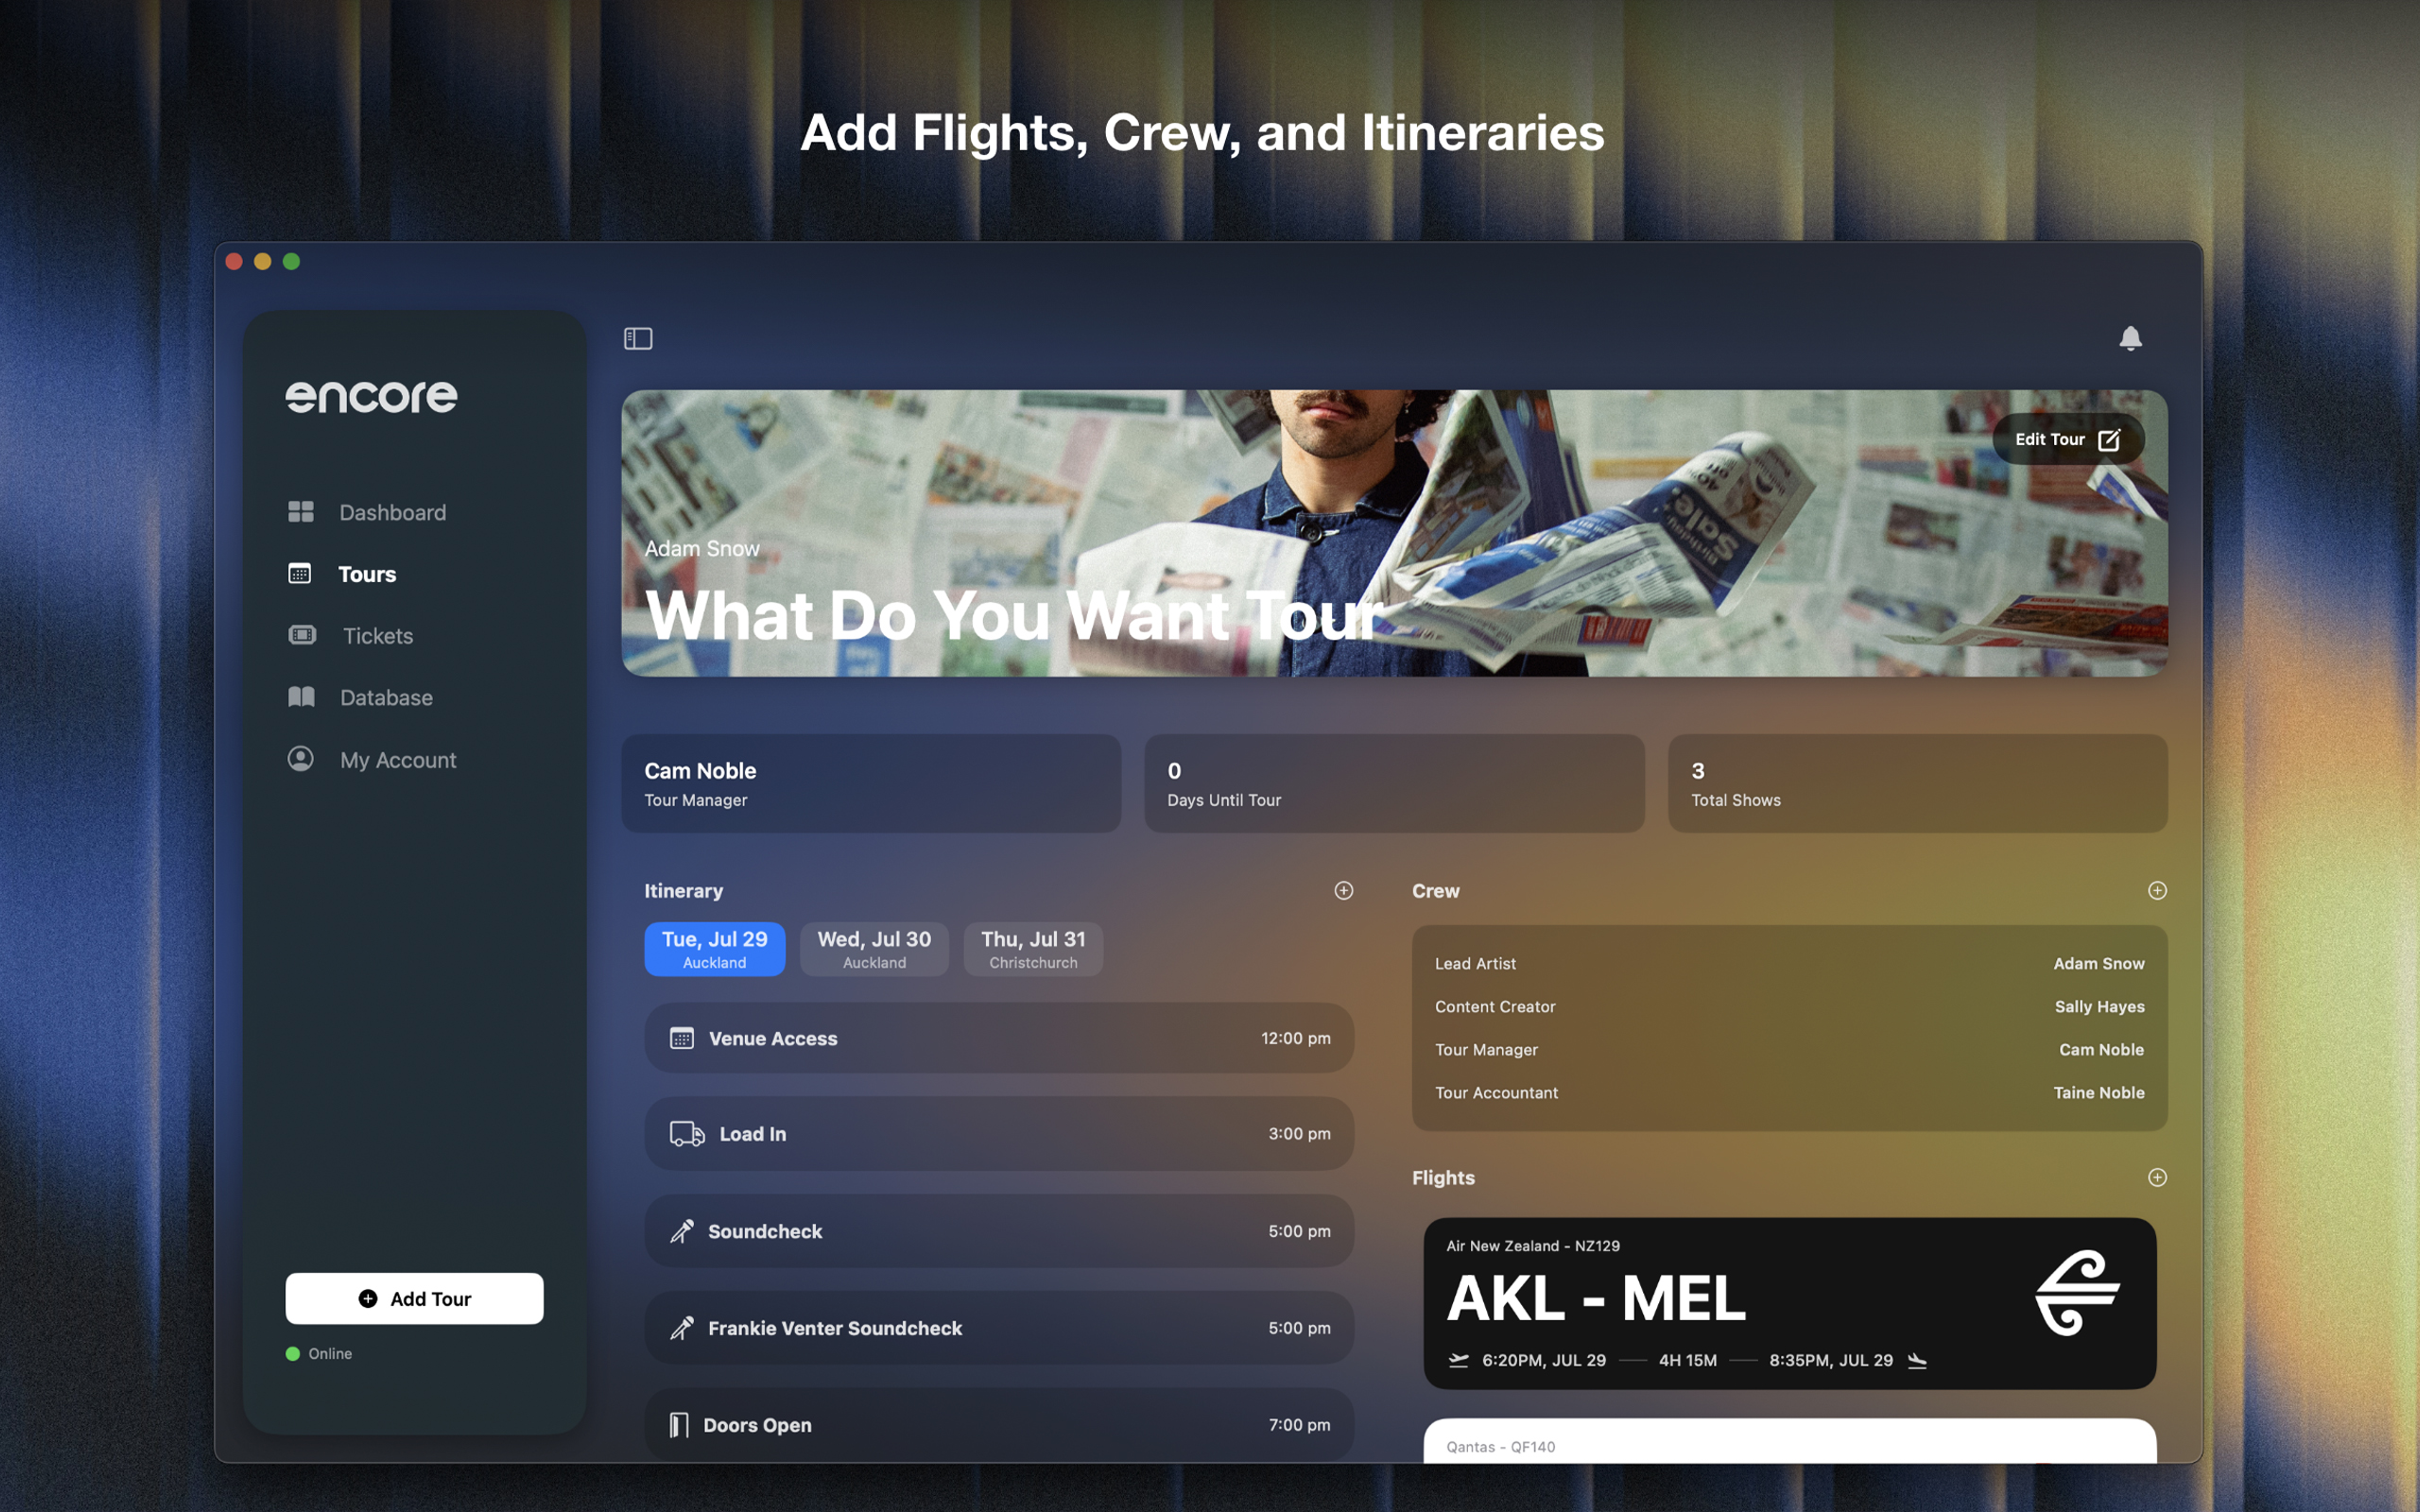 Add Flights, Crew, and Itineraries
encore
Dashboard
Tours
Tickets
Database
My Account
Add Tour
Online
Edit Tour
40% off
Sale.
Adam Snow
What Do You Want Tour
Cam Noble
Tour Manager
0
Days Until Tour
3
Total Shows
Itinerary
Tue, Jul 29
Auckland
Wed, Jul 30
Auckland
Thu, Jul 31
Christchurch
Venue Access 12:00 pm
Load In 3:00 pm
Soundcheck 5:00 pm
Frankie Venter Soundcheck 5:00 pm
Doors Open 7:00 pm
Crew
Lead Artist Adam Snow
Content Creator Sally Hayes
Tour Manager Cam Noble
Tour Accountant Taine Noble
Flights
Air New Zealand - NZ129
AKL - MEL
6:20PM, JUL 29 4H 15M 8:35PM, JUL 29
Qantas - QF140